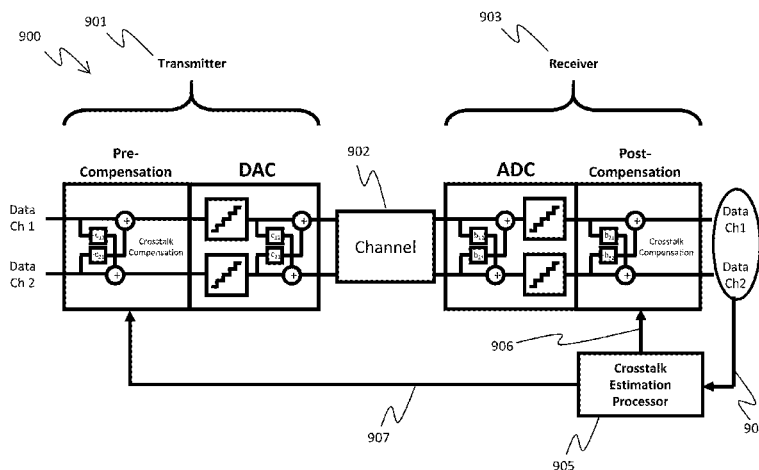 901
903
900
Transmitter
Receiver
Pre-
Compensation
DAC
902
ADC
Post-
Compensation
Data
Ch 1
Crosstalk
Compensation
Data
Ch 2
Channel
Crosstalk
Compensation
Data
Ch1
Data
Ch2
906
Crosstalk
Estimation
Processor
907
905
90